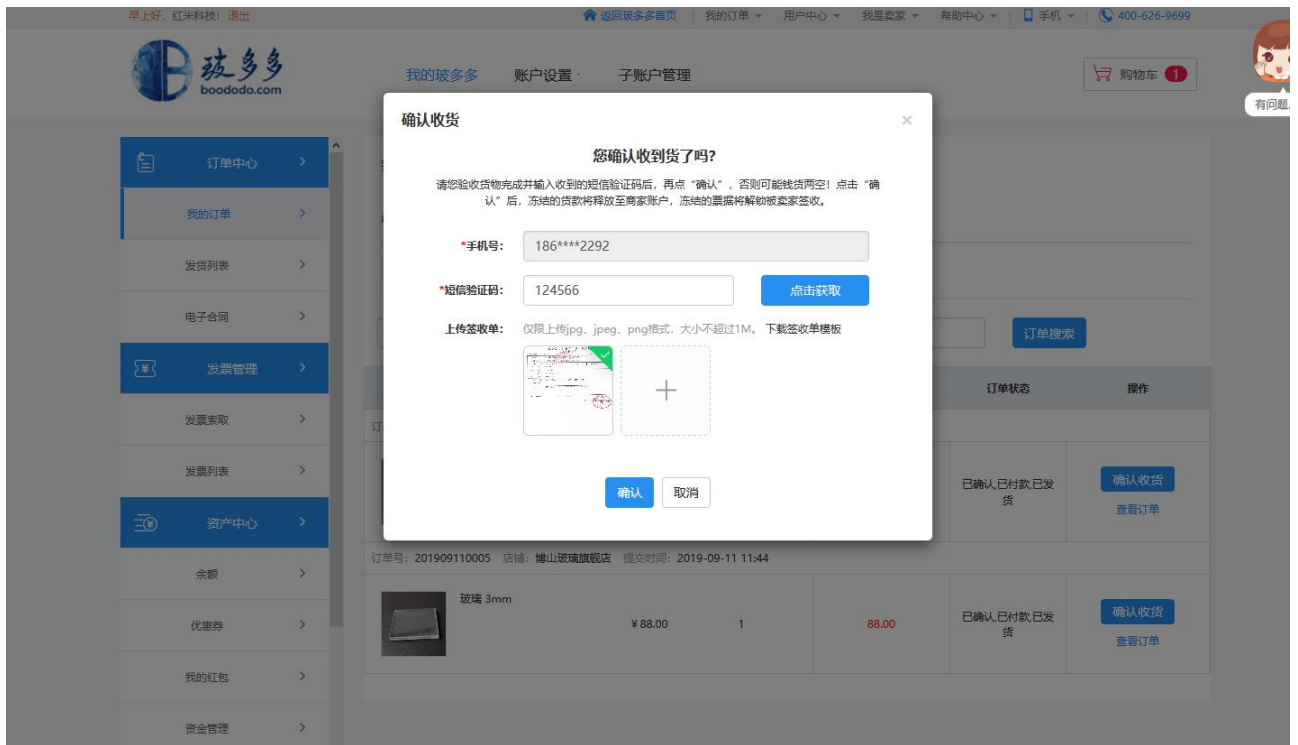 早上好，红米科技！退出
返回玻多多首页 | 我的订单 用户中心 我是卖家 帮助中心 | 手机 | 400-626-9699
玻多多
boododo.com
我的玻多多 账户设置 子账户管理
购物车 1
有问题
确认收货 ×
您确认收到货了吗?
请您验收货物完成并输入收到的短信验证码后，再点“确认”，否则可能钱货两空！点击“确
认”后，冻结的货款将释放至商家账户，冻结的票据将解锁被卖家签收。
*手机号： 186****2292
*短信验证码： 124566 点击获取
上传签收单： 仅限上传jpg、jpeg、png格式，大小不超过1M。 下载签收单模板
确认 取消
订单中心
我的订单
发货列表
电子合同
发票管理
发票索取
发票列表
资产中心
余额
优惠券
我的红包
资金管理
订单搜索
订单状态 操作
订
已确认,已付款,已发
货
确认收货
查看订单
订单号：201909110005 店铺：博山玻璃旗舰店 提交时间：2019-09-11 11:44
玻璃 3mm
¥88.00 1 88.00
已确认,已付款,已发
货
确认收货
查看订单